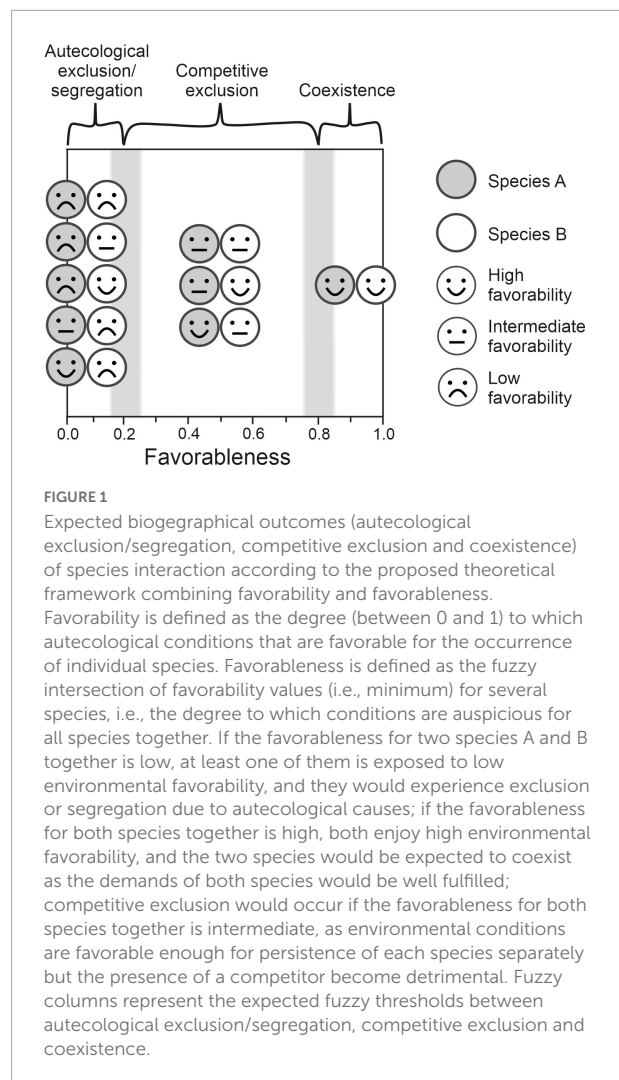 Autecological
exclusion/
segregation
Competitive
exclusion
Coexistence
Species A
Species B
High
favorability
Intermediate
favorability
Low
favorability
0.0 0.2 0.4 0.6 0.8 1.0
Favorableness
FIGURE 1
Expected biogegraphical outcomes (autecological
exclusion/segregation, competitive exclusion and coexistence)
of species interaction according to the proposed theoretical
framework combining favorability and favorableness.
Favorability is defined as the degree (between 0 and 1) to which
autecological conditions that are favorable for the occurrence
of individual species. Favorableness is defined as the fuzzy
intersection of favorability values (i.e., minimum) for several
species, i.e., the degree to which conditions are auspicious for
all species together. If the favorableness for two species A and B
together is low, at least one of them is exposed to low
environmental favorability, and they would experience exclusion
or segregation due to autecological causes; if the favorableness
for both species together is high, both enjoy high environmental
favorability, and the two species would be expected to coexist
as the demands of both species would be well fulfilled;
competitive exclusion would occur if the favorableness for both
species together is intermediate, as environmental conditions
are favorable enough for persistence of each species separately
but the presence of a competitor become detrimental. Fuzzy
columns represent the expected fuzzy thresholds between
autecological exclusion/segregation, competitive exclusion and
coexistence.